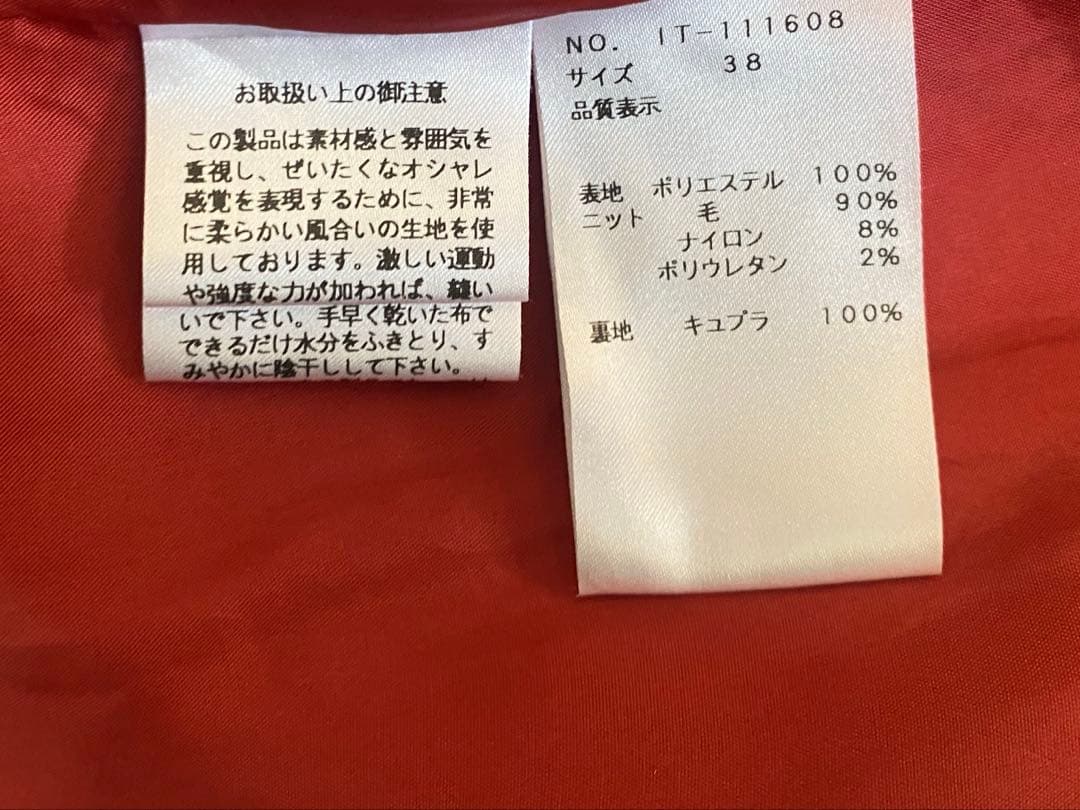 お取扱い上の御注意
この製品は素材感と雰囲気を
重視し、ぜいたくなオシャレ
感覚を表現するために、非常
に柔らかい風合いの生地を使
用しております。激しい運動
や強度な力が加われば、縫い
いで下さい。手早く乾いた布で
できるだけ水分をふきとり、す
みやかに陰干しして下さい。
NO. IT-111608
サイズ 38
品質表示
表地 ポリエステル 100%
ニット 毛 90%
ナイロン 8%
ポリウレタン 2%
裏地 キュプラ 100%